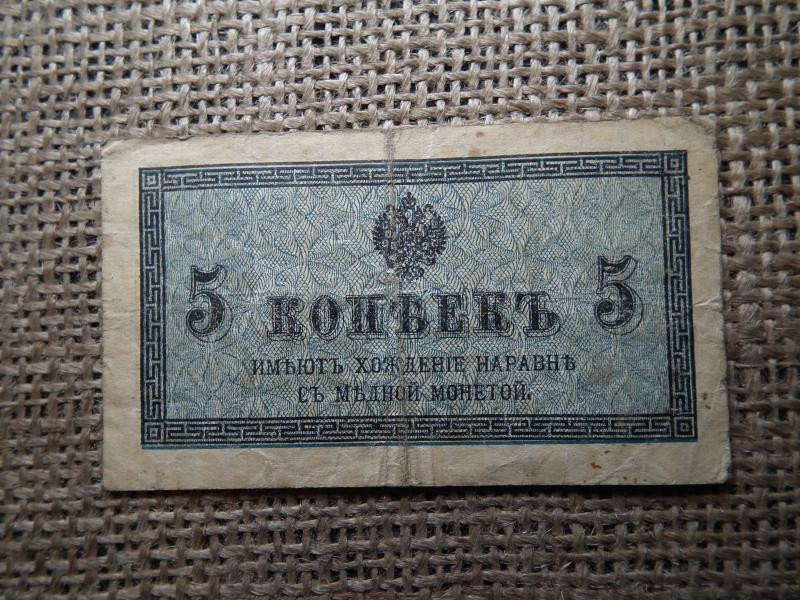 5 КОПѢЕКЪ 5
ИМѢЮТЪ ХОЖДЕНІЕ НАРАВНѢ
СЪ МѢДНОЙ МОНЕТОЙ.